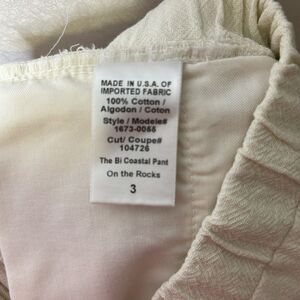 MADE IN U.S.A. OF
IMPORTED FABRIC
100% Cotton /
Algodon / Coton
Style / Modele#
1673-0055
Cut/ Coupe#
104726
The Bi Coastal Pant
On the Rocks
3